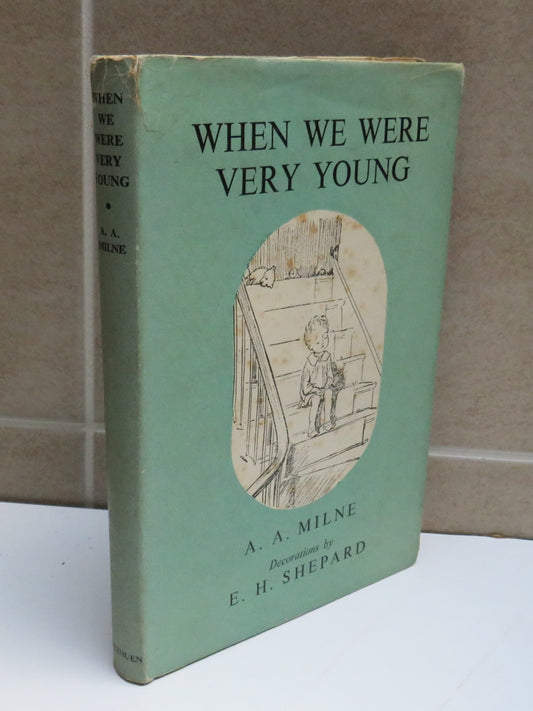 WHEN WE WERE
VERY YOUNG
A. A. MILNE
Decorations by
E. H. SHEPARD
WHEN
WE
WERE
VERY
YOUNG
A. A.
MILNE